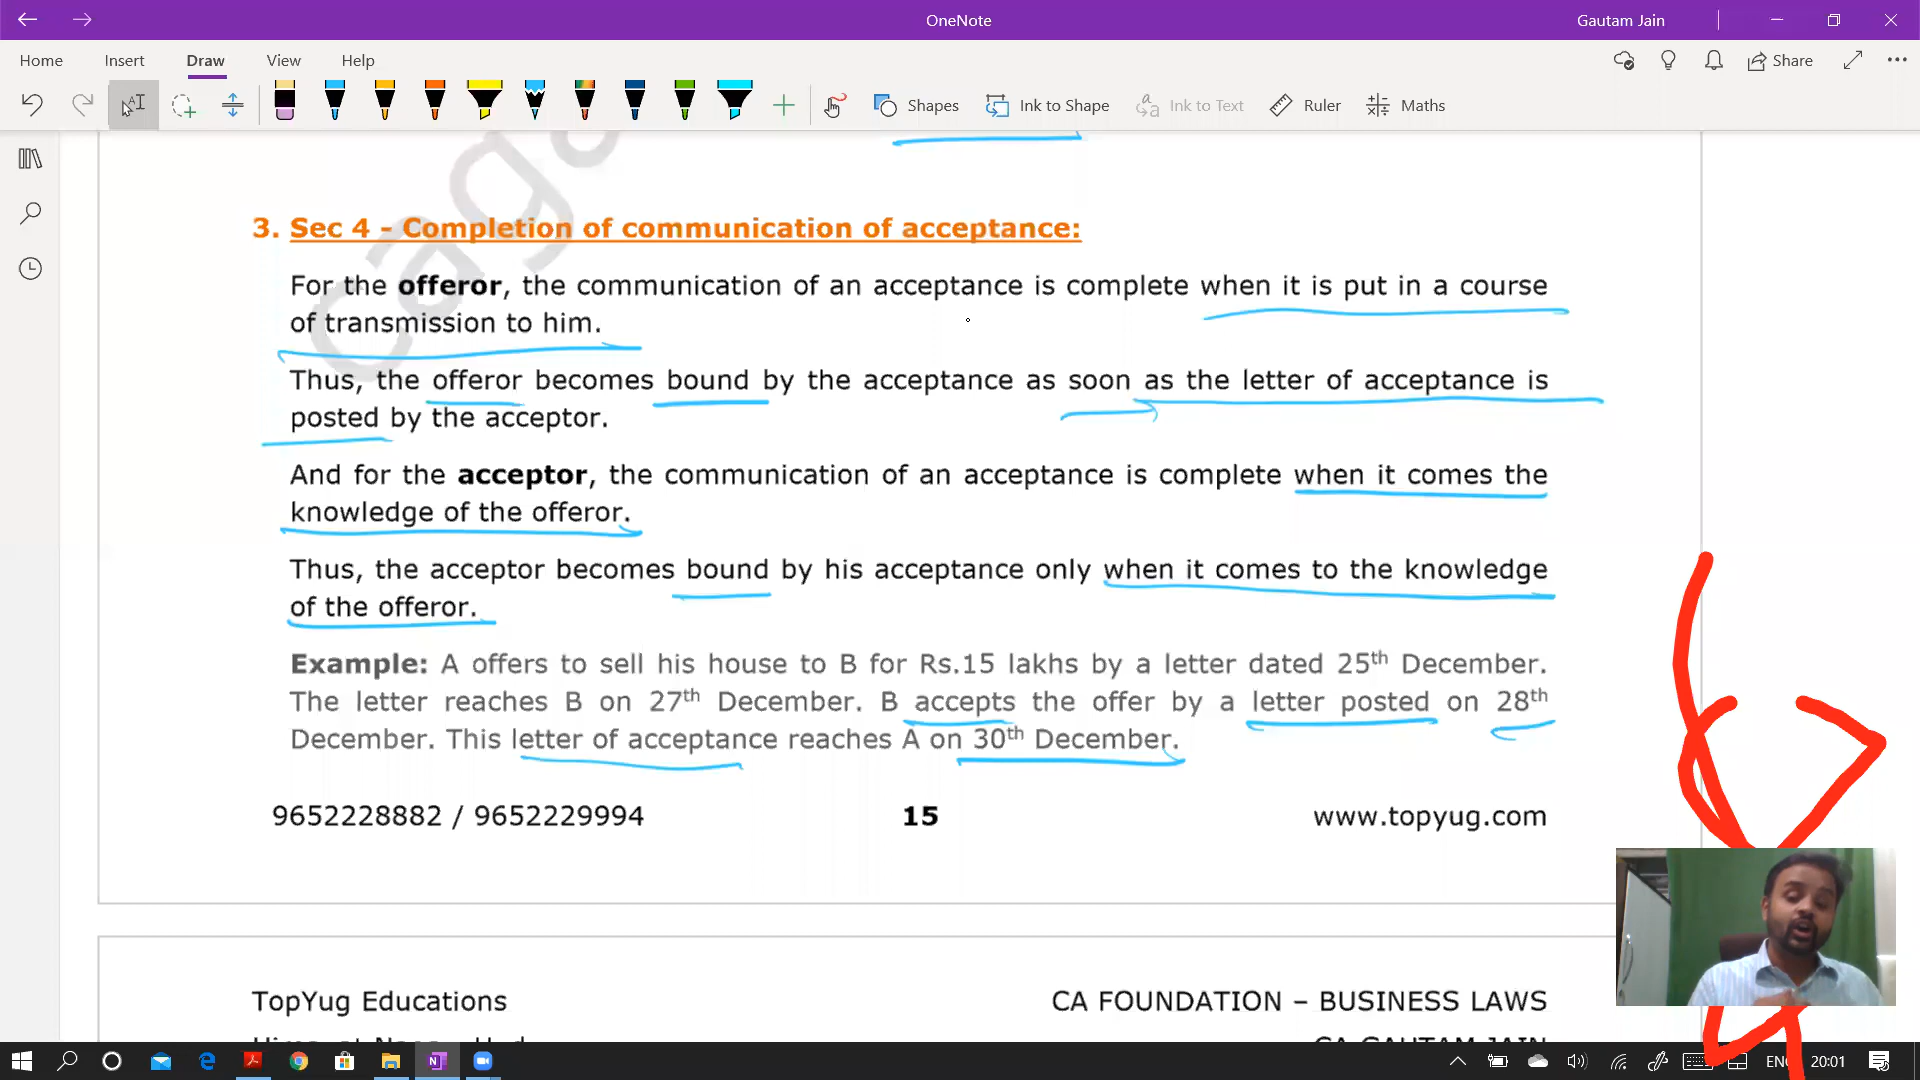 OneNote
Gautam Jain
Home Insert Draw View Help
Share
Shapes Ink to Shape Ink to Text Ruler Maths
3. Sec 4 - Completion of communication of acceptance:
For the offeror, the communication of an acceptance is complete when it is put in a course
of transmission to him.
Thus, the offeror becomes bound by the acceptance as soon as the letter of acceptance is
posted by the acceptor.
And for the acceptor, the communication of an acceptance is complete when it comes the
knowledge of the offeror.
Thus, the acceptor becomes bound by his acceptance only when it comes to the knowledge
of the offeror.
Example: A offers to sell his house to B for Rs.15 lakhs by a letter dated 25th December.
The letter reaches B on 27th December. B accepts the offer by a letter posted on 28th
December. This letter of acceptance reaches A on 30th December.
9652228882 / 9652229994 15 www.topyug.com
TopYug Educations CA FOUNDATION – BUSINESS LAWS
CA GAUTAM JAIN
20:01